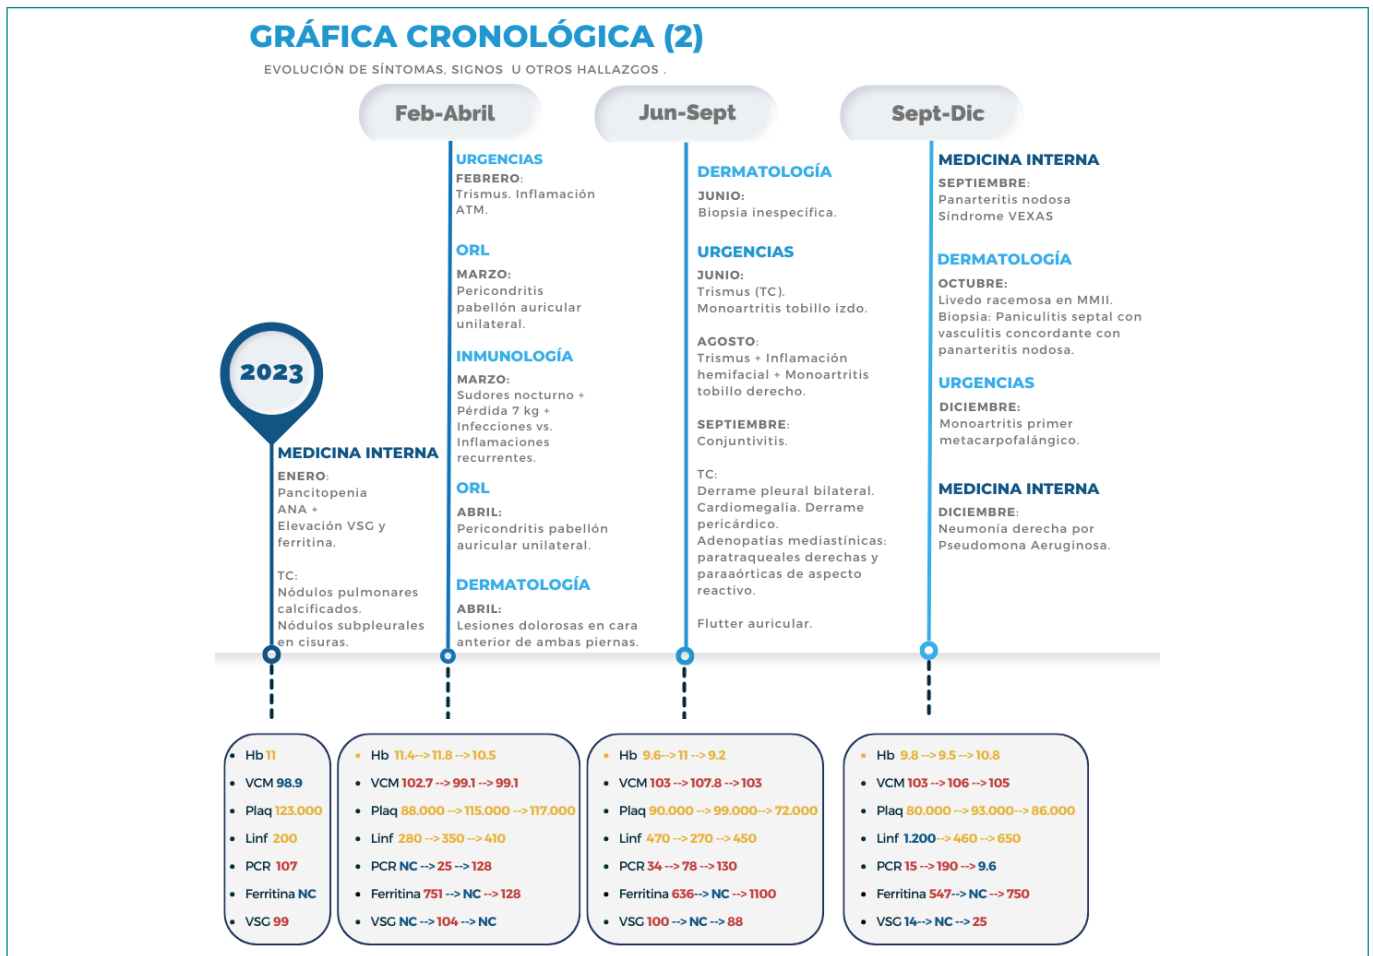 GRÁFICA CRONOLÓGICA (2)
EVOLUCIÓN DE SÍNTOMAS, SIGNOS U OTROS HALLAZGOS .
2023
MEDICINA INTERNA
ENERO:
Pancitopenia
ANA +
Elevación VSG y
ferritina.
TC:
Nódulos pulmonares
calcificados.
Nódulos subpleurales
en cisuras.
Feb-Abril
URGENCIAS
FEBRERO:
Trismus. Inflamación
ATM.
ORL
MARZO:
Pericondritis
pabellón auricular
unilateral.
INMUNOLOGÍA
MARZO:
Sudores nocturno +
Pérdida 7 kg +
Infecciones vs.
Inflamaciones
recurrentes.
ORL
ABRIL:
Pericondritis pabellón
auricular unilateral.
DERMATOLOGÍA
ABRIL:
Lesiones dolorosas en cara
anterior de ambas piernas.
Jun-Sept
DERMATOLOGÍA
JUNIO:
Biopsia inespecífica.
URGENCIAS
JUNIO:
Trismus (TC).
Monoartritis tobillo izdo.
AGOSTO:
Trismus + Inflamación
hemifacial + Monoartritis
tobillo derecho.
SEPTIEMBRE:
Conjuntivitis.
TC:
Derrame pleural bilateral.
Cardiomegalia. Derrame
pericárdico.
Adenopatías mediastínicas:
paratraqueales derechas y
paraaórticas de aspecto
reactivo.
Flutter auricular.
Sept-Dic
MEDICINA INTERNA
SEPTIEMBRE:
Panarteritis nodosa
Síndrome VEXAS
DERMATOLOGÍA
OCTUBRE:
Livedo racemosa en MMII.
Biopsia: Paniculitis septal con
vasculitis concordante con
panarteritis nodosa.
URGENCIAS
DICIEMBRE:
Monoartritis primer
metacarpofalángico.
MEDICINA INTERNA
DICIEMBRE:
Neumonía derecha por
Pseudomona Aeruginosa.
• Hb 11
• VCM 98.9
• Plaq 123.000
• Linf 200
• PCR 107
• Ferritina NC
• VSG 99
• Hb 11.4--> 11.8 -->10.5
• VCM 102.7 --> 99.1 --> 99.1
• Plaq 88.000 -->115.000 -->117.000
• Linf 280 --> 350 --> 410
• PCR NC --> 25 --> 128
• Ferritina 751 --> NC --> 128
• VSG NC --> 104 --> NC
• Hb 9.6--> 11 --> 9.2
• VCM 103 --> 107.8 --> 103
• Plaq 90.000 --> 99.000--> 72.000
• Linf 470 --> 270 --> 450
• PCR 34 --> 78 --> 130
• Ferritina 636--> NC --> 1100
• VSG 100 --> NC --> 88
• Hb 9.8 --> 9.5 --> 10.8
• VCM 103 --> 106 --> 105
• Plaq 80.000 --> 93.000--> 86.000
• Linf 1.200--> 460 --> 650
• PCR 15 --> 190 --> 9.6
• Ferritina 547--> NC --> 750
• VSG 14--> NC --> 25